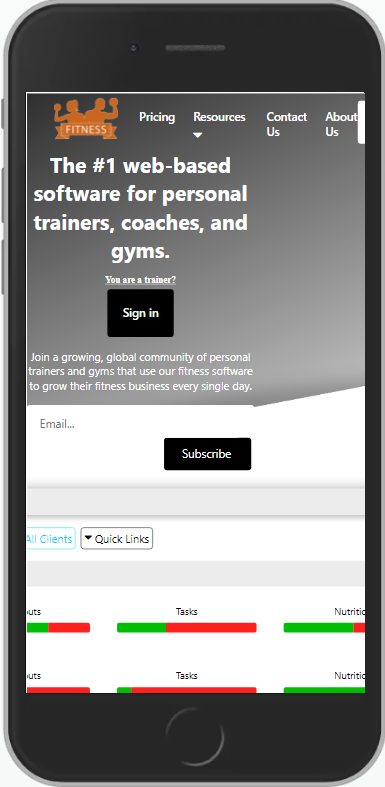 FITNESS
Pricing
Resources
Contact
Us
About
Us
The #1 web-based
software for personal
trainers, coaches, and
gyms.
You are a trainer?
Sign in
Join a growing, global community of personal
trainers and gyms that use our fitness software
to grow their fitness business every single day.
Email...
Subscribe
All Clients
Quick Links
outs
Tasks
Nutritio
outs
Tasks
Nutritio